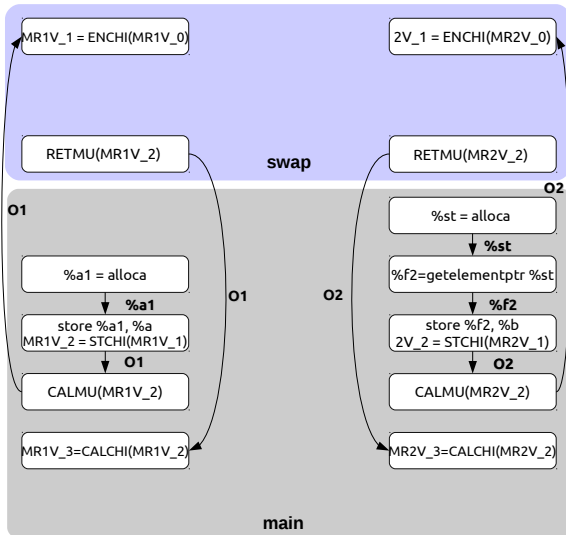 MR1V_1 = ENCHI(MR1V_0)
2V_1 = ENCHI(MR2V_0)
RETMU(MR1V_2)
RETMU(MR2V_2)
swap
O1
O2
%st = alloca
%st
%a1 = alloca
%f2=getelementptr %st
%a1
%f2
O1
O2
store %a1, %a
MR1V_2 = STCHI(MR1V_1)
store %f2, %b
2V_2 = STCHI(MR2V_1)
O1
O2
CALMU(MR1V_2)
CALMU(MR2V_2)
MR1V_3=CALCHI(MR1V_2)
MR2V_3=CALCHI(MR2V_2)
main